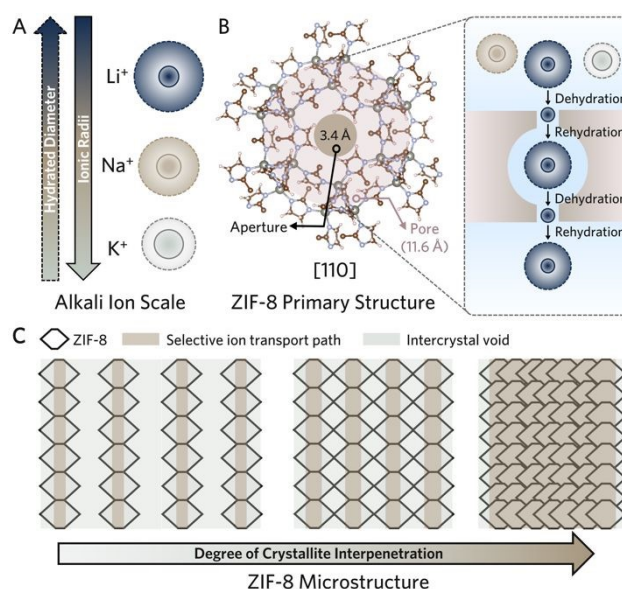 A
Hydrated Diameter
Ionic Radii
Li⁺
Na⁺
K⁺
Alkali Ion Scale
B
3.4 Å
Aperture
Pore
(11.6 Å)
[110]
ZIF-8 Primary Structure
Dehydration
Rehydration
Dehydration
Rehydration
C
ZIF-8
Selective ion transport path
Intercrystal void
Degree of Crystallite Interpenetration
ZIF-8 Microstructure